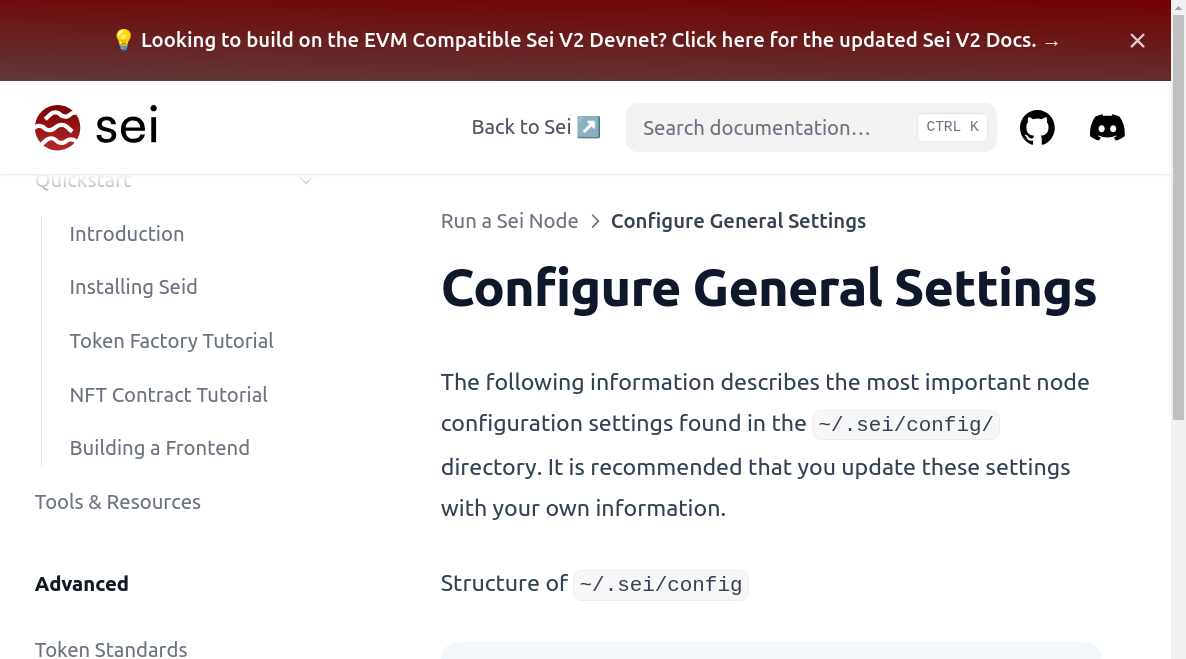 💡 Looking to build on the EVM Compatible Sei V2 Devnet? Click here for the updated Sei V2 Docs. →
sei
Back to Sei ↗️
Search documentation…
CTRL K
Quickstart
Introduction
Installing Seid
Token Factory Tutorial
NFT Contract Tutorial
Building a Frontend
Tools & Resources
Advanced
Token Standards
Run a Sei Node > Configure General Settings
Configure General Settings
The following information describes the most important node
configuration settings found in the ~/.sei/config/
directory. It is recommended that you update these settings
with your own information.
Structure of ~/.sei/config